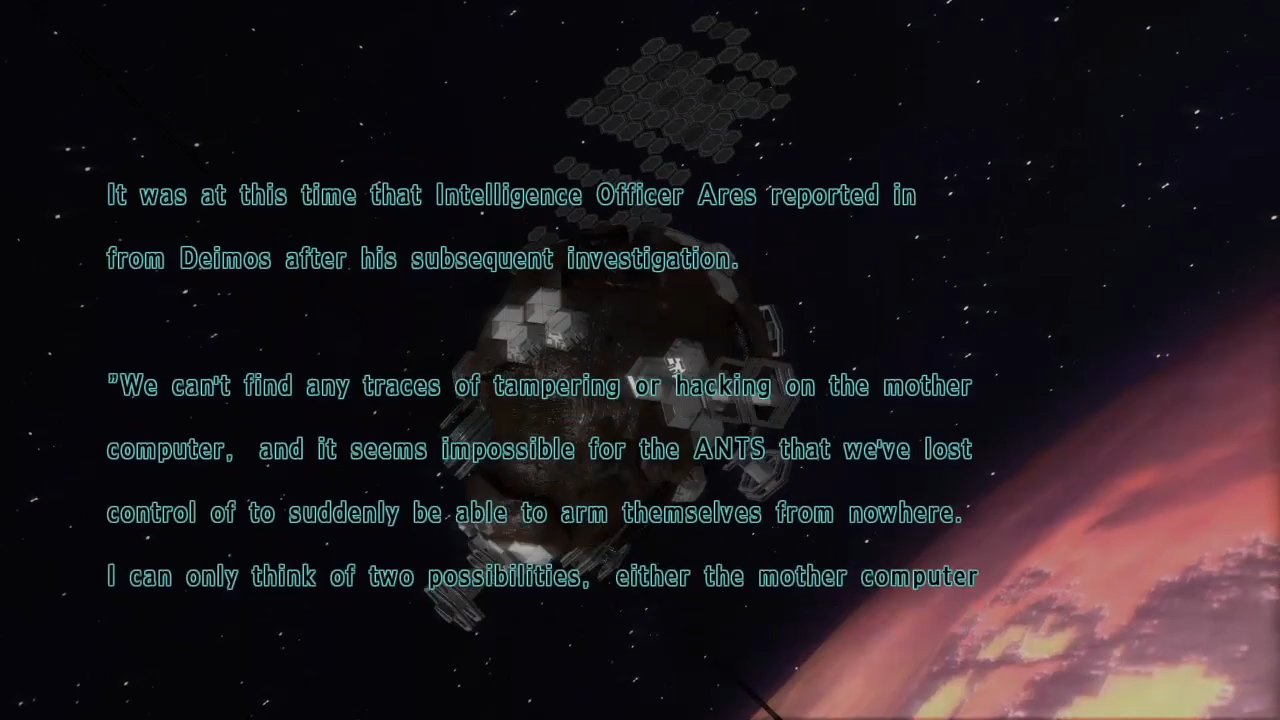 It was at this time that Intelligence Officer Ares reported in
from Deimos after his subsequent investigation.
"We can't find any traces of tampering or hacking on the mother
computer, and it seems impossible for the ANTS that we've lost
control of to suddenly be able to arm themselves from nowhere.
I can only think of two possibilities, either the mother computer